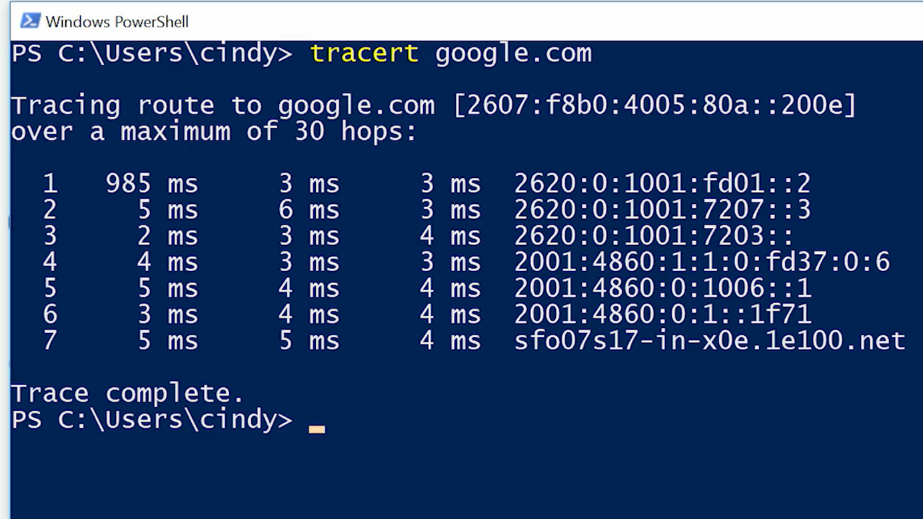 Windows PowerShell
PS C:\Users\cindy> tracert google.com
Tracing route to google.com [2607:f8b0:4005:80a::200e]
over a maximum of 30 hops:
1 985 ms 3 ms 3 ms 2620:0:1001:fd01::2
2 5 ms 6 ms 3 ms 2620:0:1001:7207::3
3 2 ms 3 ms 4 ms 2620:0:1001:7203::
4 4 ms 3 ms 3 ms 2001:4860:1:1:0:fd37:0:6
5 5 ms 4 ms 4 ms 2001:4860:0:1006::1
6 3 ms 4 ms 4 ms 2001:4860:0:1::1f71
7 5 ms 5 ms 4 ms sfo07s17-in-x0e.1e100.net
Trace complete.
PS C:\Users\cindy> _